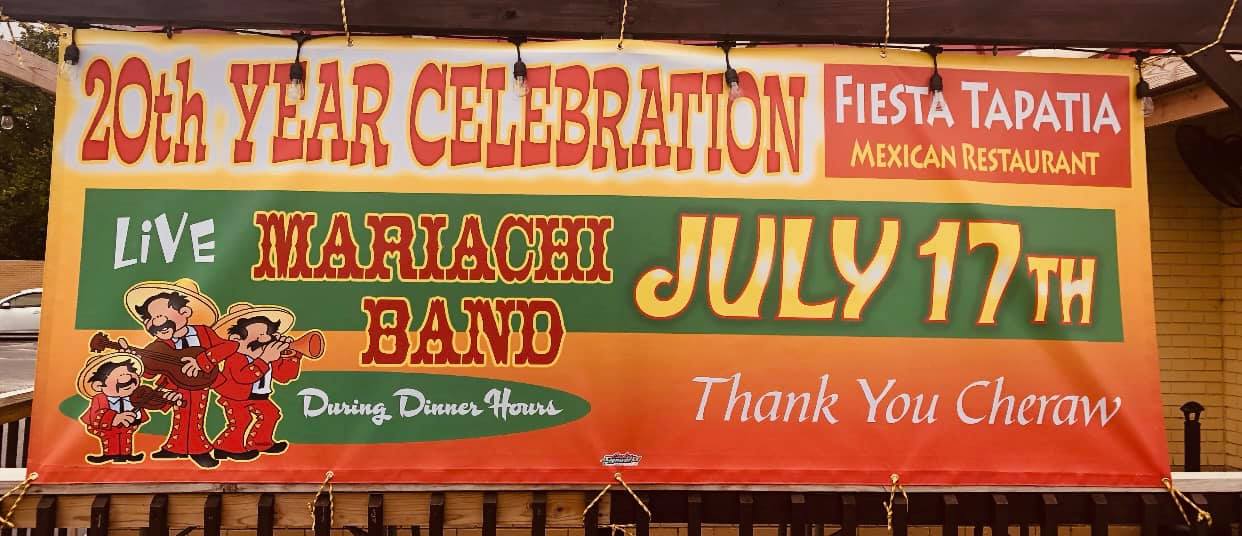 20th YEAR CELEBRATION
FIESTA TAPATIA
MEXICAN RESTAURANT
LiVE MARIACHI BAND
JULY 17TH
During Dinner Hours
Thank You Cheraw